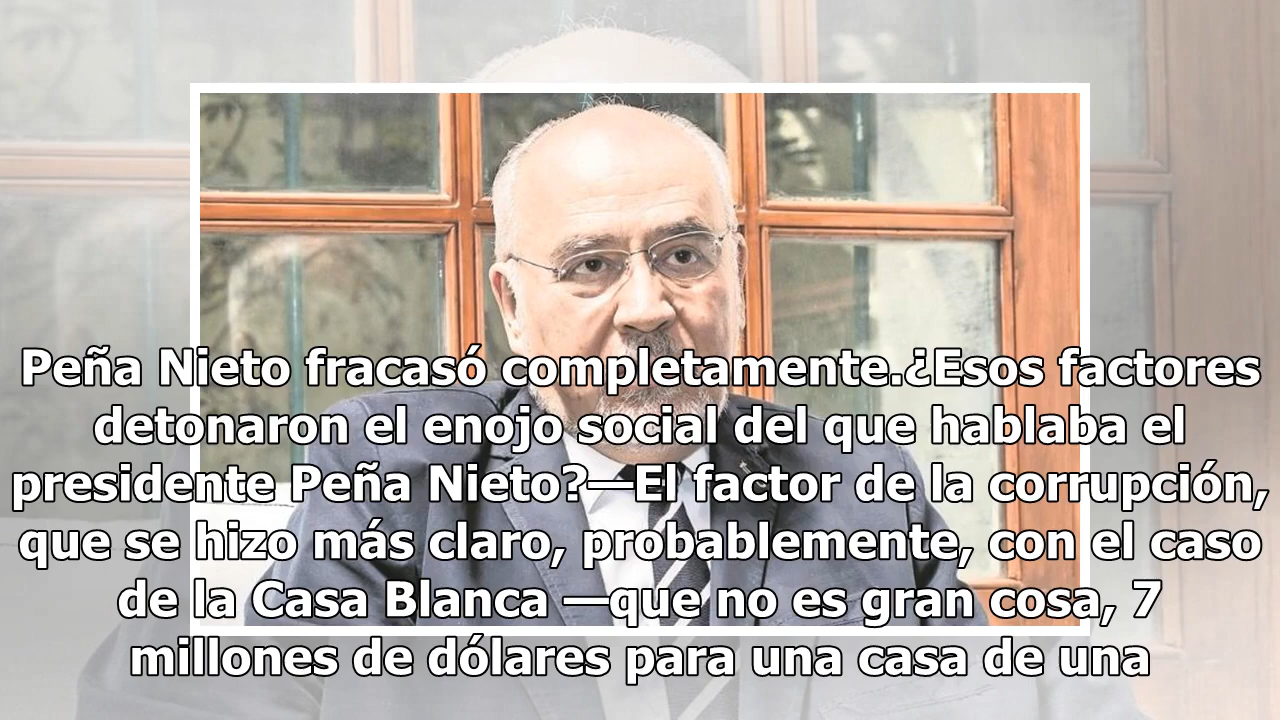 Peña Nieto fracasó completamente.¿Esos factores
detonaron el enojo social del que hablaba el
presidente Peña Nieto?—El factor de la corrupción,
que se hizo más claro, probablemente, con el caso
de la Casa Blanca —que no es gran cosa, 7
millones de dólares para una casa de una